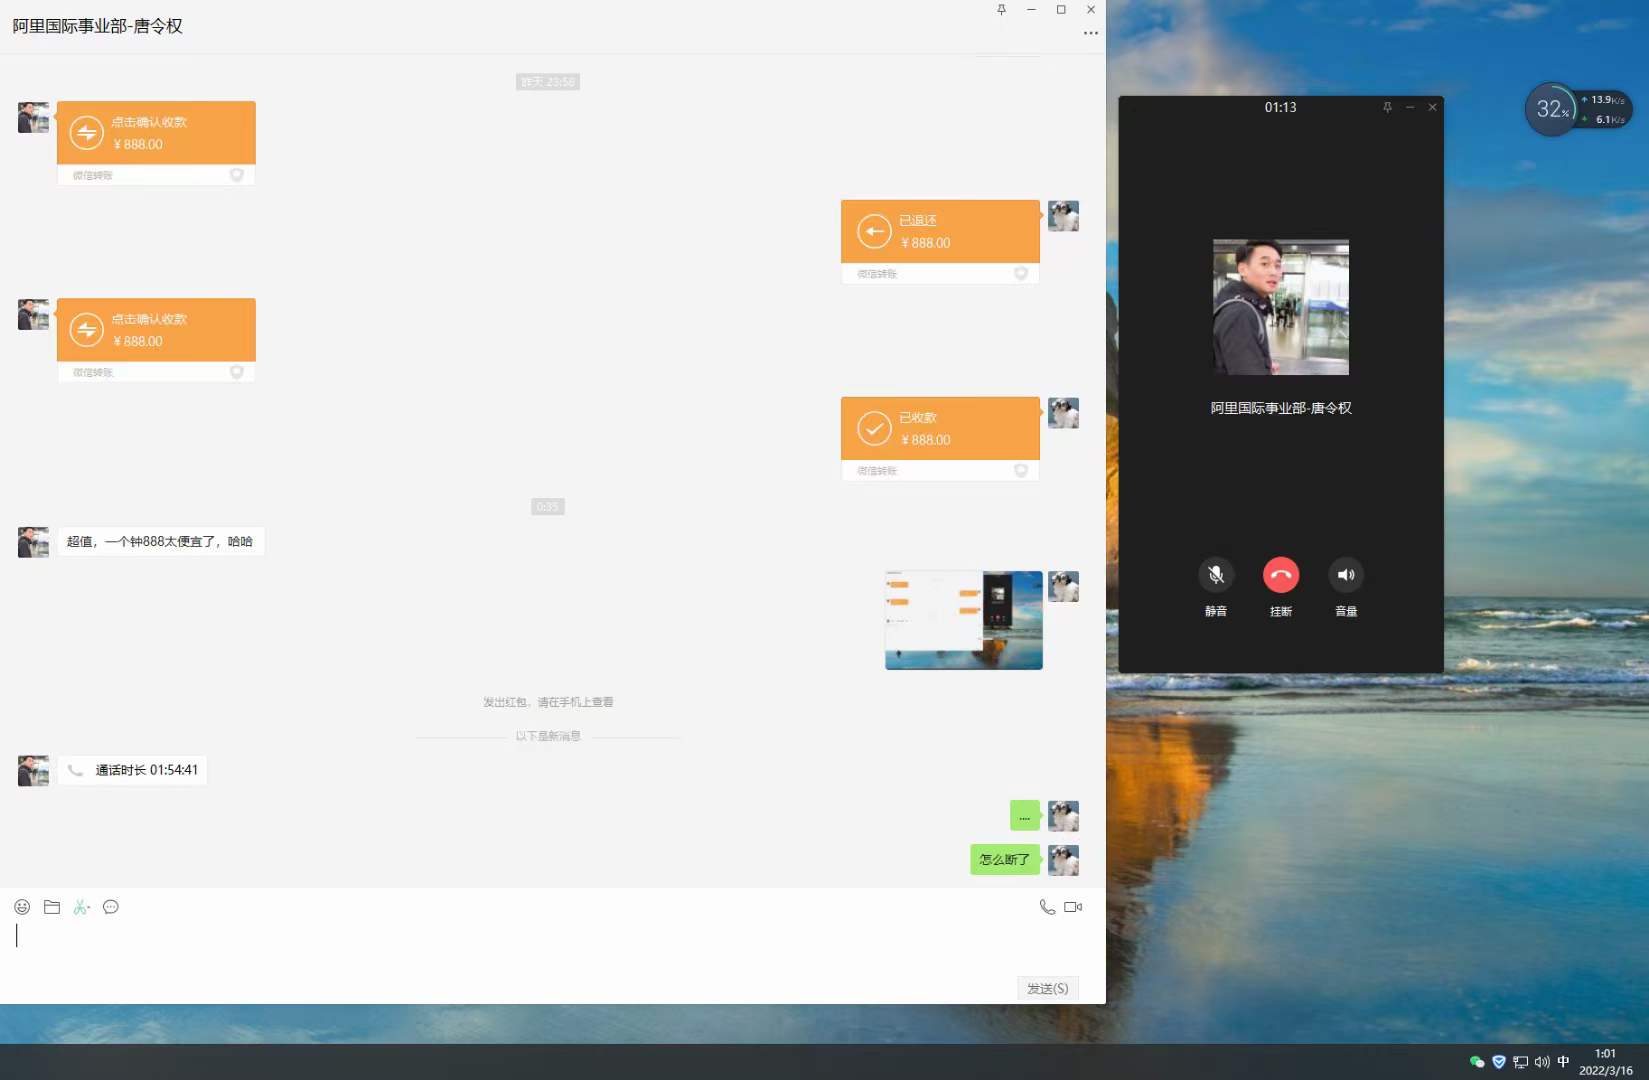 阿里国际事业部-唐令权
昨天 23:58
点击确认收款
¥888.00
微信转账
已退还
¥888.00
微信转账
点击确认收款
¥888.00
微信转账
已收款
¥888.00
微信转账
0:35
超值，一个钟888太便宜了，哈哈
发出红包，请在手机上查看
以下是新消息
通话时长 01:54:41
....
怎么断了
发送(S)
01:13
阿里国际事业部-唐令权
静音
挂断
音量
32%
13.9K/s
6.1K/s
中
1:01
2022/3/16